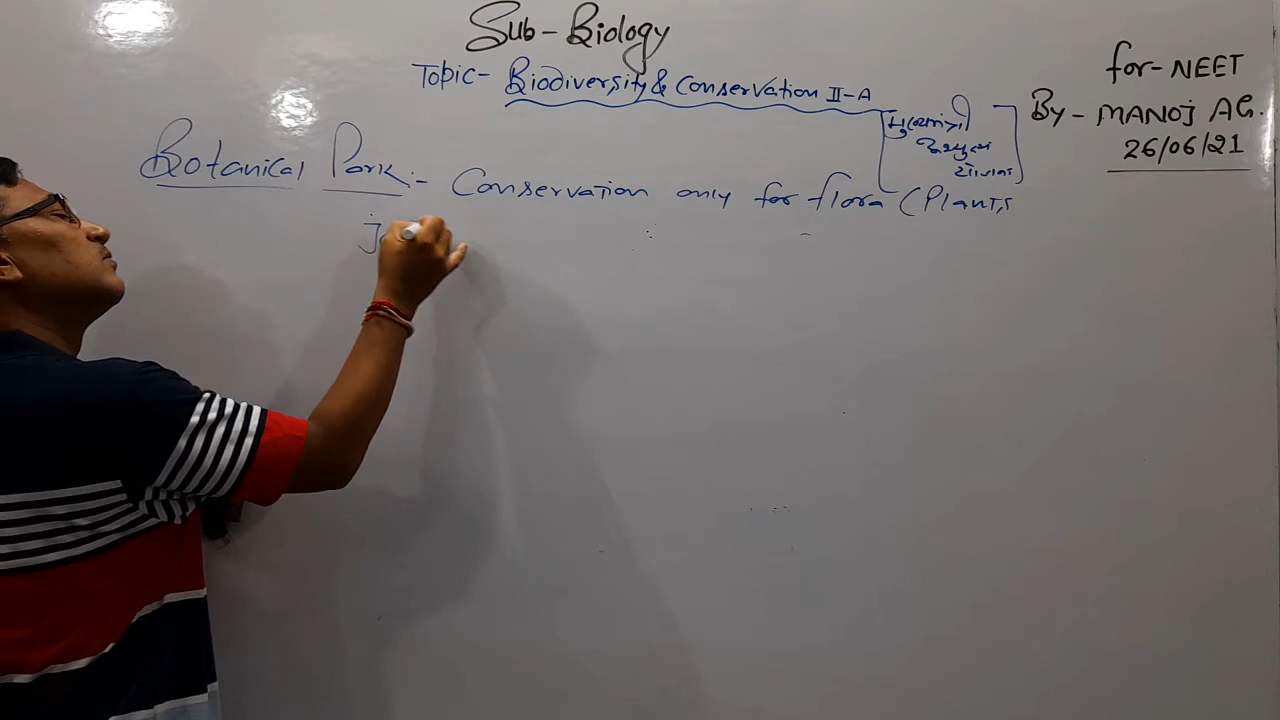 Sub - Biology
Topic - Biodiversity & Conservation II-A
for - NEET
By - MANOJ AG.
26/06/21
Botanical Park :- Conservation only for flora (Plants